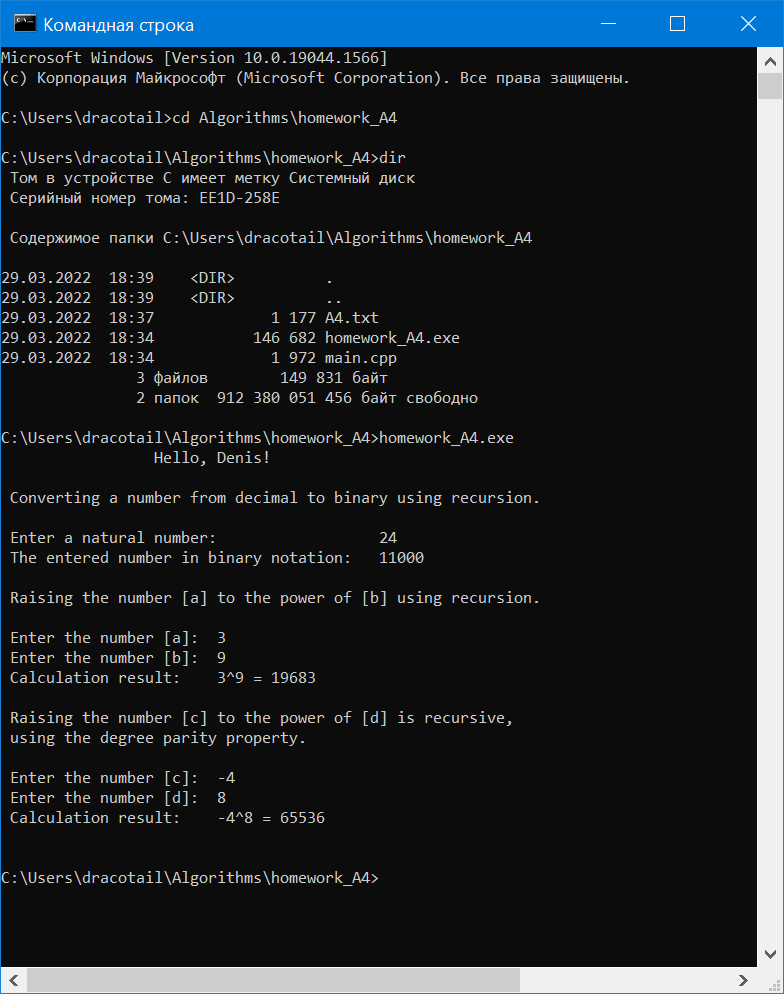 Командная строка
Microsoft Windows [Version 10.0.19044.1566]
(c) Корпорация Майкрософт (Microsoft Corporation). Все права защищены.
C:\Users\dracotail>cd Algorithms\homework_A4
C:\Users\dracotail\Algorithms\homework_A4>dir
Том в устройстве C имеет метку Системный диск
Серийный номер тома: EE1D-258E
Содержимое папки C:\Users\dracotail\Algorithms\homework_A4
29.03.2022  18:39    <DIR>          .
29.03.2022  18:39    <DIR>          ..
29.03.2022  18:37             1 177 A4.txt
29.03.2022  18:34           146 682 homework_A4.exe
29.03.2022  18:34             1 972 main.cpp
3 файлов        149 831 байт
2 папок  912 380 051 456 байт свободно
C:\Users\dracotail\Algorithms\homework_A4>homework_A4.exe
Hello, Denis!
Converting a number from decimal to binary using recursion.
Enter a natural number:                  24
The entered number in binary notation:   11000
Raising the number [a] to the power of [b] using recursion.
Enter the number [a]:  3
Enter the number [b]:  9
Calculation result:    3^9 = 19683
Raising the number [c] to the power of [d] is recursive,
using the degree parity property.
Enter the number [c]:  -4
Enter the number [d]:  8
Calculation result:    -4^8 = 65536
C:\Users\dracotail\Algorithms\homework_A4>